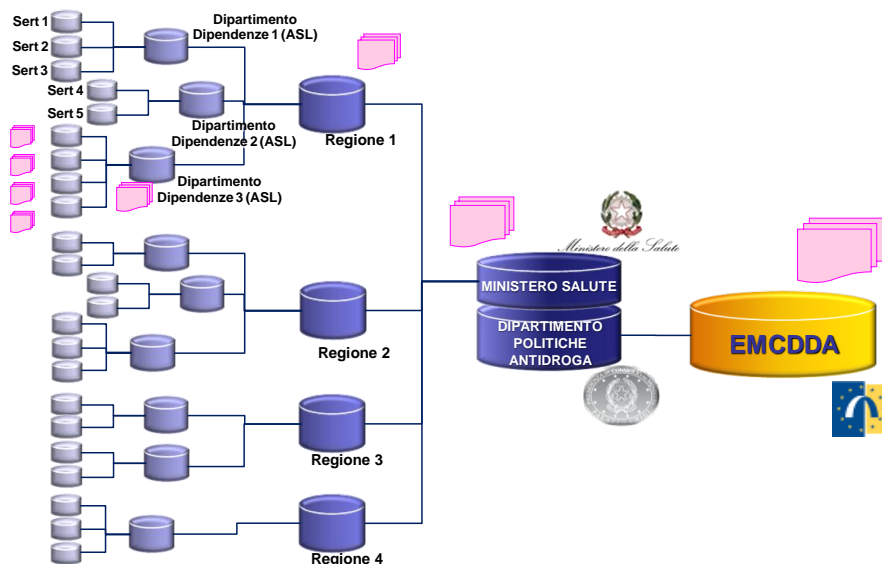 Sert 1
Sert 2
Sert 3
Dipartimento
Dipendenze 1 (ASL)
Sert 4
Sert 5
Dipartimento
Dipendenze 2 (ASL)
Regione 1
Dipartimento
Dipendenze 3 (ASL)
Ministero della Salute
MINISTERO SALUTE
DIPARTIMENTO
POLITICHE
ANTIDROGA
EMCDDA
Regione 2
Regione 3
Regione 4